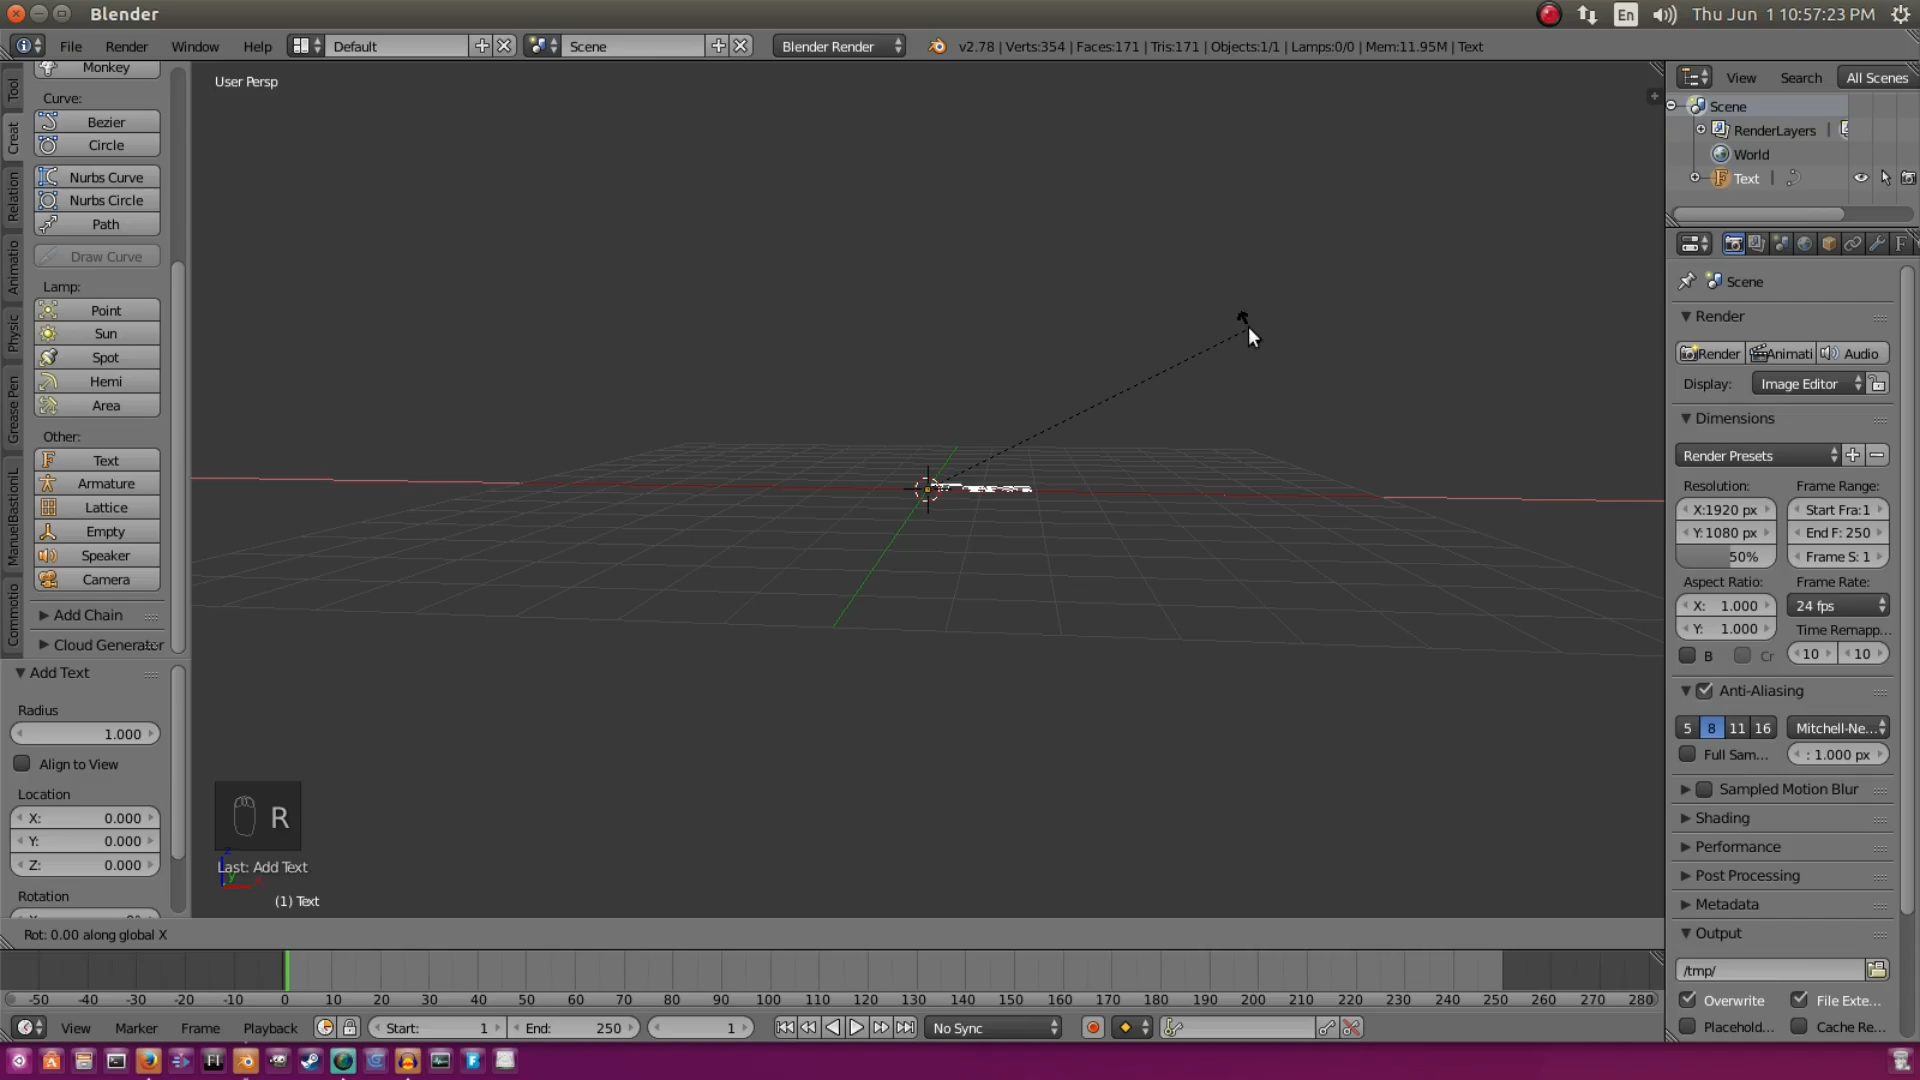 Blender
En
Thu Jun 1 10:57:23 PM
File Render Window Help Default Scene Blender Render v2.78 | Verts:354 | Faces:171 | Tris:171 | Objects:1/1 | Lamps:0/0 | Mem:11.95M | Text
Tool
Creat
Relation
Animatio
Physic
Grease Pen
ManuelBastionIL
Commotio
Monkey
Curve:
Bezier
Circle
Nurbs Curve
Nurbs Circle
Path
Draw Curve
Lamp:
Point
Sun
Spot
Hemi
Area
Other:
Text
Armature
Lattice
Empty
Speaker
Camera
Add Chain
Cloud Generator
Add Text
Radius
1.000
Align to View
Location
X: 0.000
Y: 0.000
Z: 0.000
Rotation
User Persp
R
Last: Add Text
z
y
x
(1) Text
Rot: 0.00 along global X
View Search All Scenes
Scene
RenderLayers |
World
Text |
Scene
Render
Render Animati Audio
Display: Image Editor
Dimensions
Render Presets
Resolution: Frame Range:
X:1920 px Start Fra:1
Y: 1080 px End F: 250
50% Frame S: 1
Aspect Ratio: Frame Rate:
X: 1.000 24 fps
Y: 1.000 Time Remapp...
B Cr 10 10
Anti-Aliasing
5 8 11 16 Mitchell-Ne...
Full Sam... : 1.000 px
Sampled Motion Blur
Shading
Performance
Post Processing
Metadata
Output
/tmp/
Overwrite File Exte...
Placehold... Cache Re...
-50 -40 -30 -20 -10 0 10 20 30 40 50 60 70 80 90 100 110 120 130 140 150 160 170 180 190 200 210 220 230 240 250 260 270 280
View Marker Frame Playback Start: 1 End: 250 1 No Sync